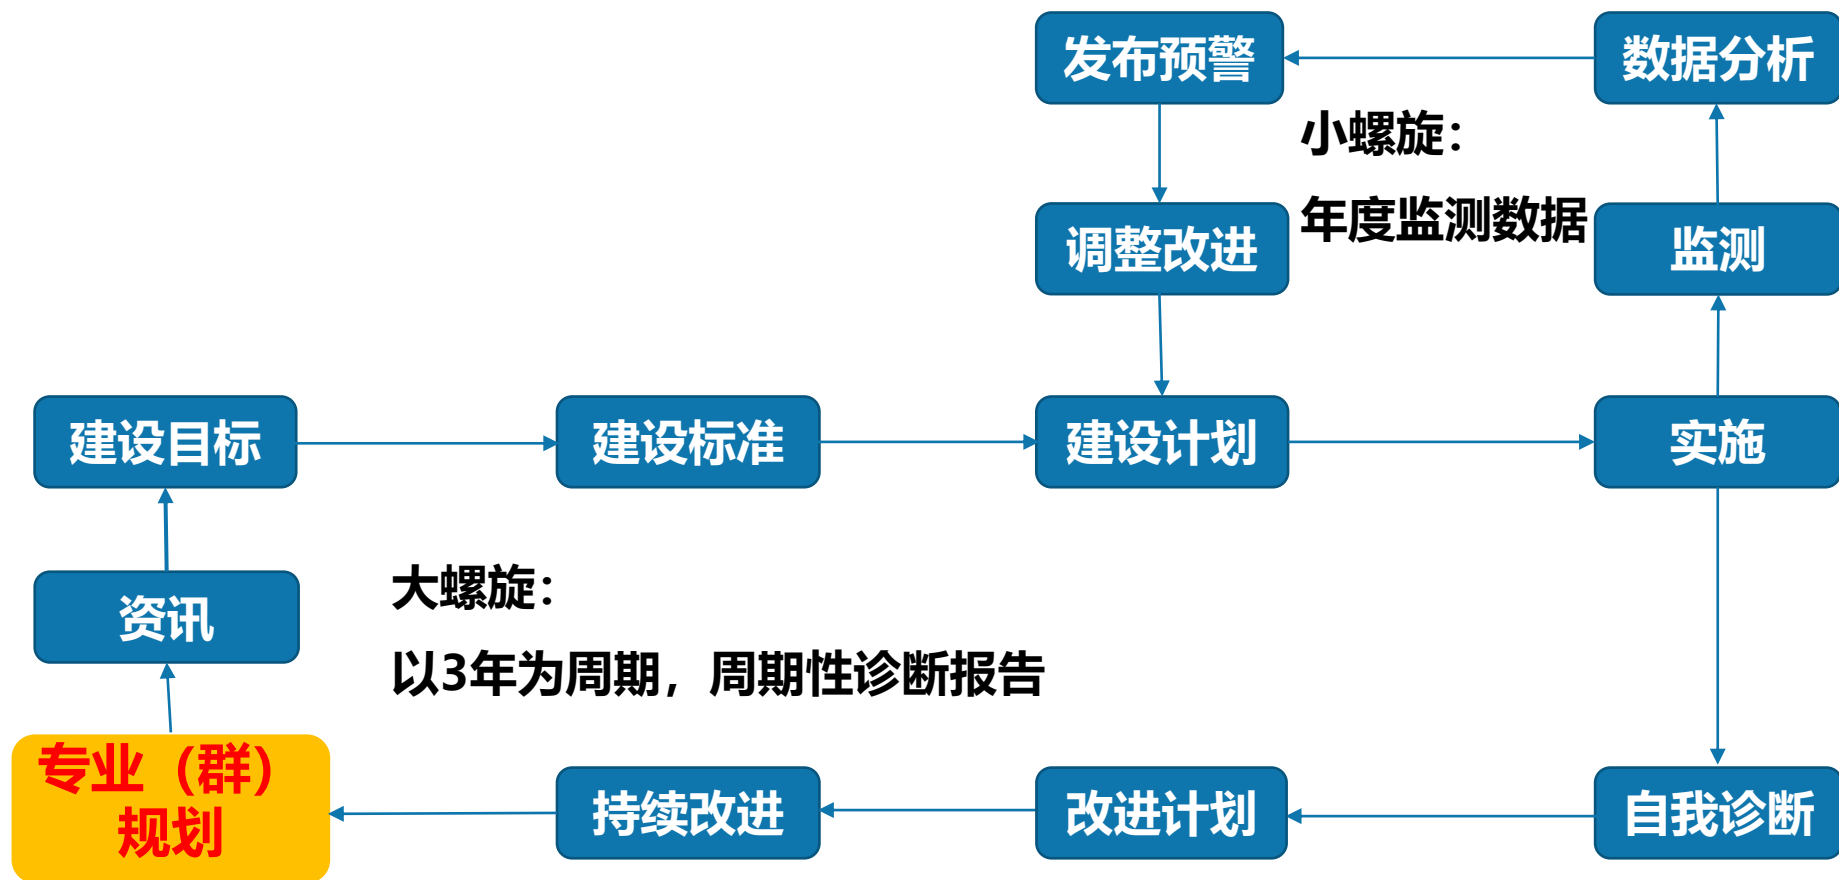 发布预警
数据分析
小螺旋：
年度监测数据
调整改进
监测
建设目标
建设标准
建设计划
实施
资讯
大螺旋：
以3年为周期，周期性诊断报告
专业（群）
规划
持续改进
改进计划
自我诊断